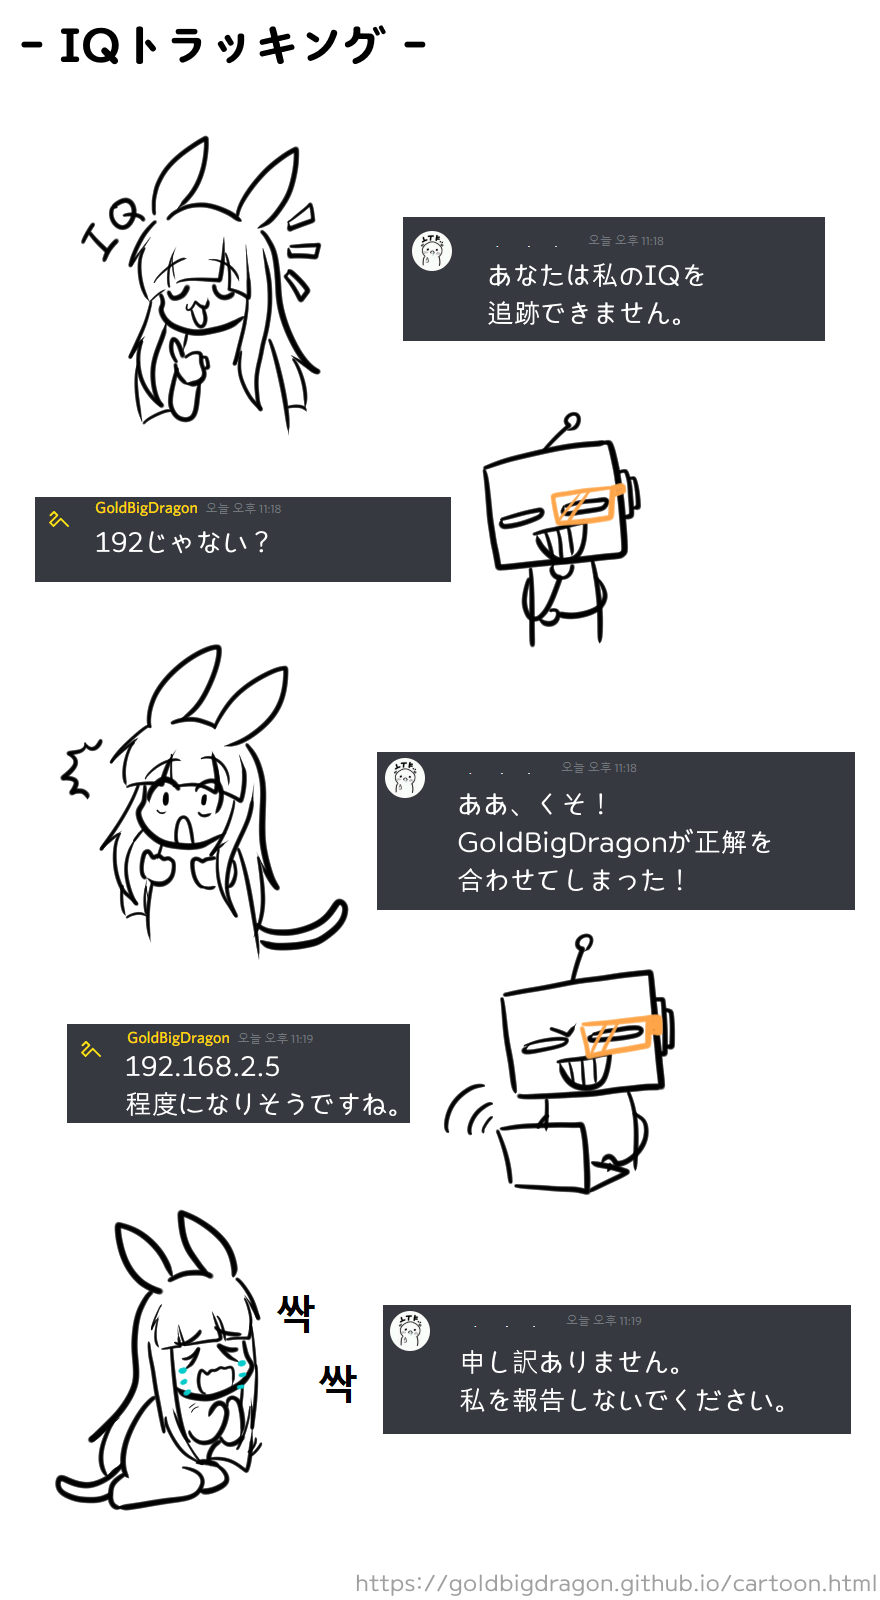 - IQトラッキング -
IQ
오늘 오후 11:18
あなたは私のIQを
追跡できません。
GoldBigDragon 오늘 오후 11:18
192じゃない？
오늘 오후 11:18
ああ、くそ！
GoldBigDragonが正解を
合わせてしまった！
GoldBigDragon 오늘 오후 11:19
192.168.2.5
程度になりそうですね。
싹
싹
오늘 오후 11:19
申し訳ありません。
私を報告しないでください。
https://goldbigdragon.github.io/cartoon.html